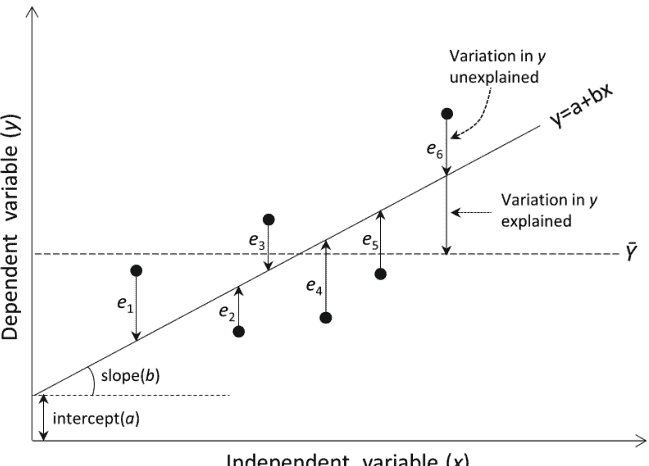 Variation in y
unexplained
y=a+bx
Dependent variable (y)
e6
Variation in y
explained
e3
e5
Ȳ
e1
e2
e4
slope(b)
intercept(a)
Independent variable (x)